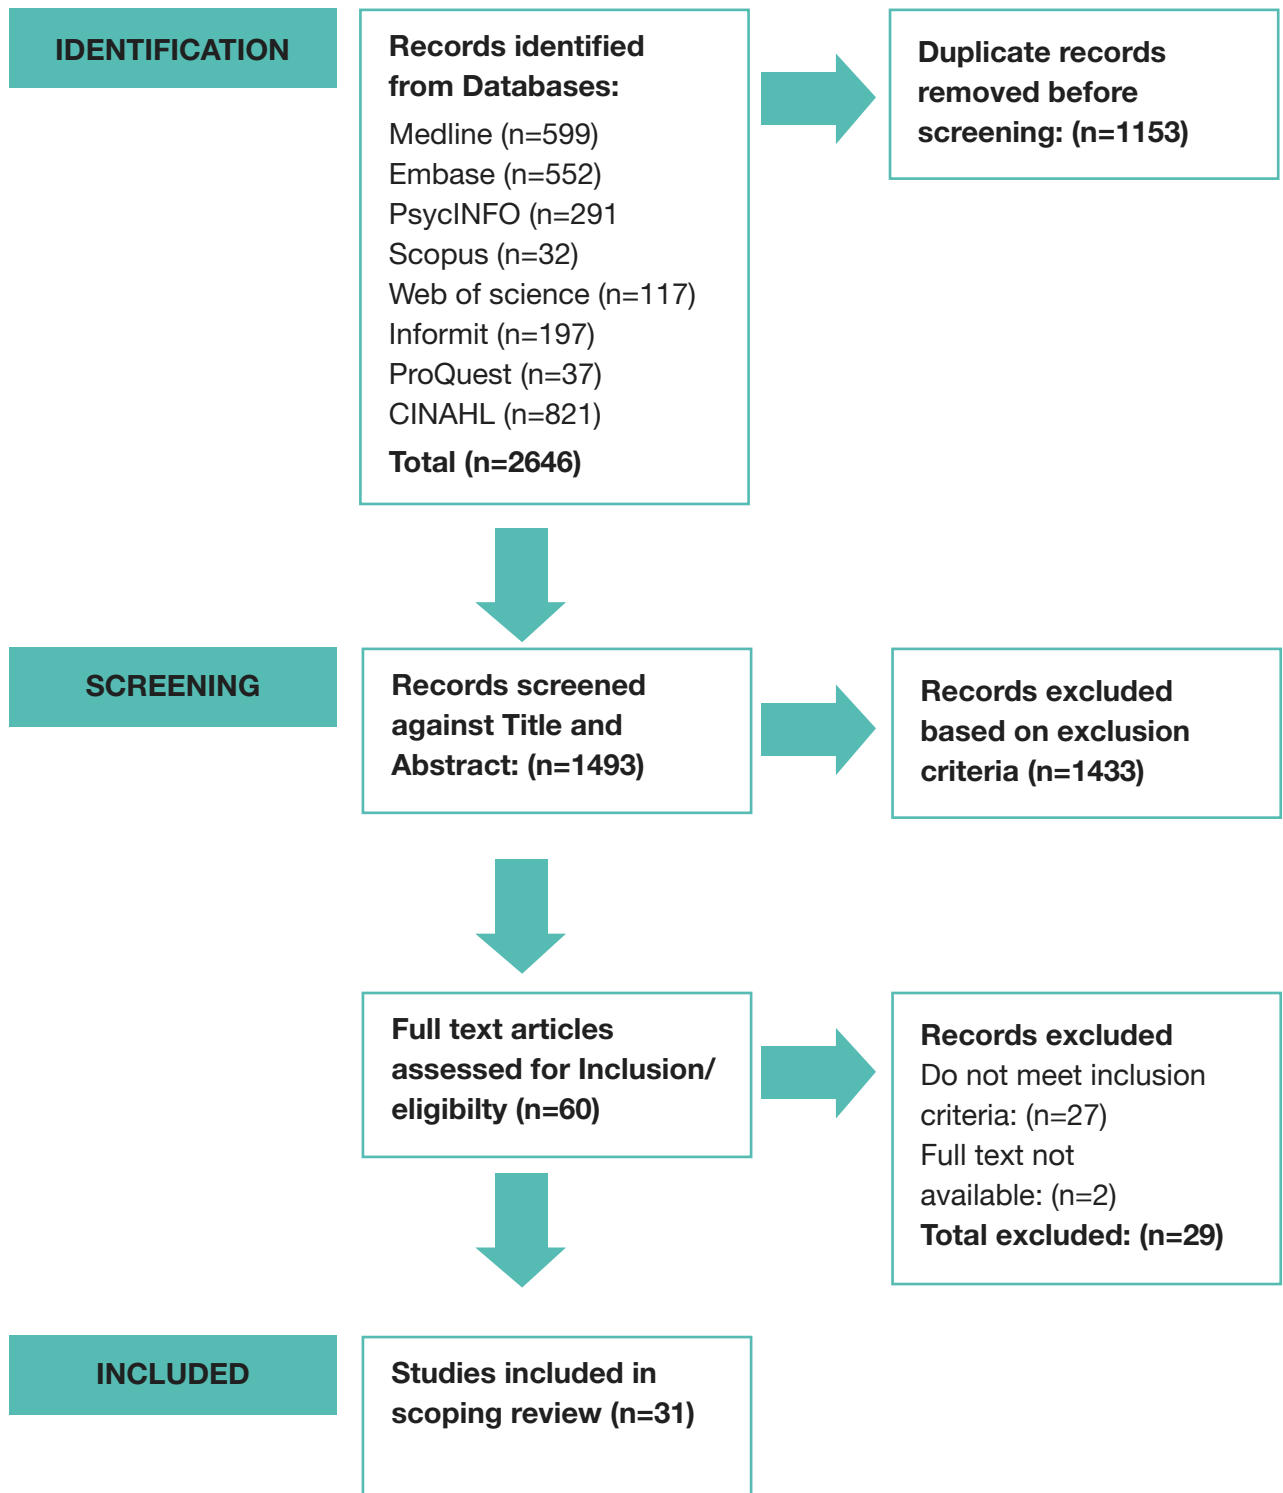 IDENTIFICATION
Records identified
from Databases:
Medline (n=599)
Embase (n=552)
PsycINFO (n=291
Scopus (n=32)
Web of science (n=117)
Informit (n=197)
ProQuest (n=37)
CINAHL (n=821)
Total (n=2646)
Duplicate records
removed before
screening: (n=1153)
SCREENING
Records screened
against Title and
Abstract: (n=1493)
Records excluded
based on exclusion
criteria (n=1433)
Full text articles
assessed for Inclusion/
eligibilty (n=60)
Records excluded
Do not meet inclusion
criteria: (n=27)
Full text not
available: (n=2)
Total excluded: (n=29)
INCLUDED
Studies included in
scoping review (n=31)